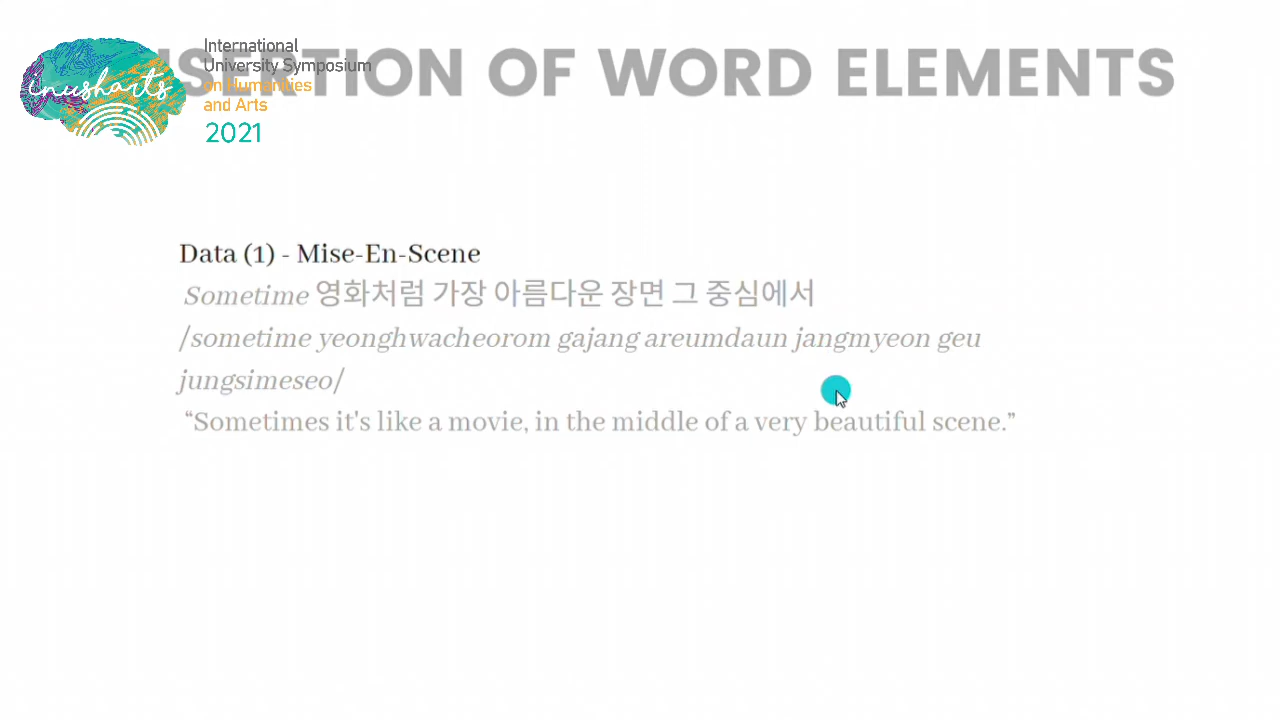 INSERTION OF WORD ELEMENTS
inusharts
International
University Symposium
on Humanities
and Arts
2021
Data (1) - Mise-En-Scene
Sometime 영화처럼 가장 아름다운 장면 그 중심에서
/sometime yeonghwacheorom gajang areumdaun jangmyeon geu
jungsimeseo/
“Sometimes it's like a movie, in the middle of a very beautiful scene.”